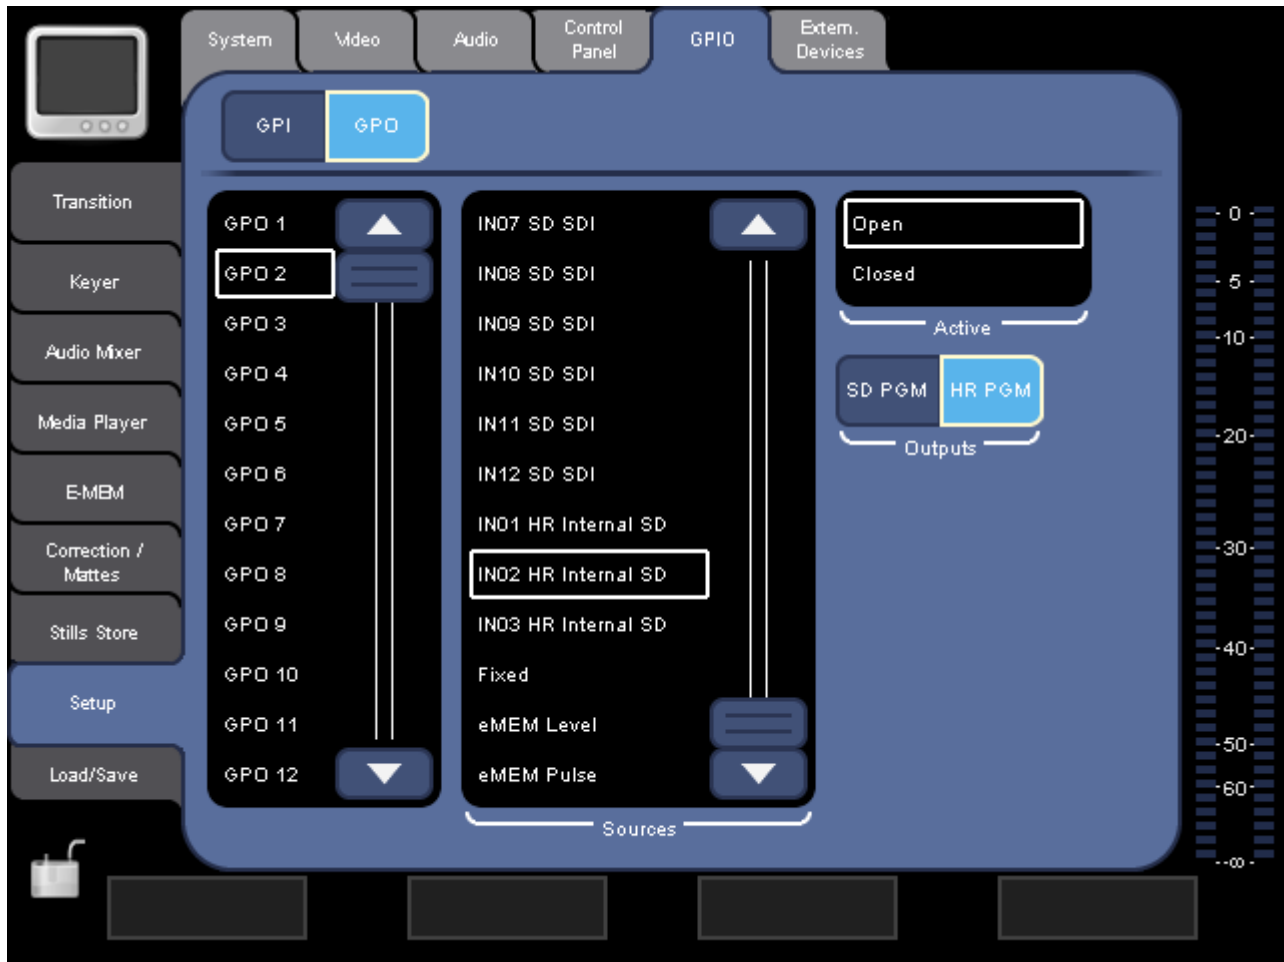 System
Video
Audio
Control
Panel
GPIO
Extern.
Devices
GPI
GPO
Transition
Keyer
Audio Mixer
Media Player
E-MEM
Correction /
Mattes
Stills Store
Setup
Load/Save
GPO 1
GPO 2
GPO 3
GPO 4
GPO 5
GPO 6
GPO 7
GPO 8
GPO 9
GPO 10
GPO 11
GPO 12
IN07 SD SDI
IN08 SD SDI
IN09 SD SDI
IN10 SD SDI
IN11 SD SDI
IN12 SD SDI
IN01 HR Internal SD
IN02 HR Internal SD
IN03 HR Internal SD
Fixed
eMEM Level
eMEM Pulse
Sources
Open
Closed
Active
SD PGM
HR PGM
Outputs
- 0 -
- 5 -
-10-
-20-
-30-
-40-
-50-
-60-
--∞ -